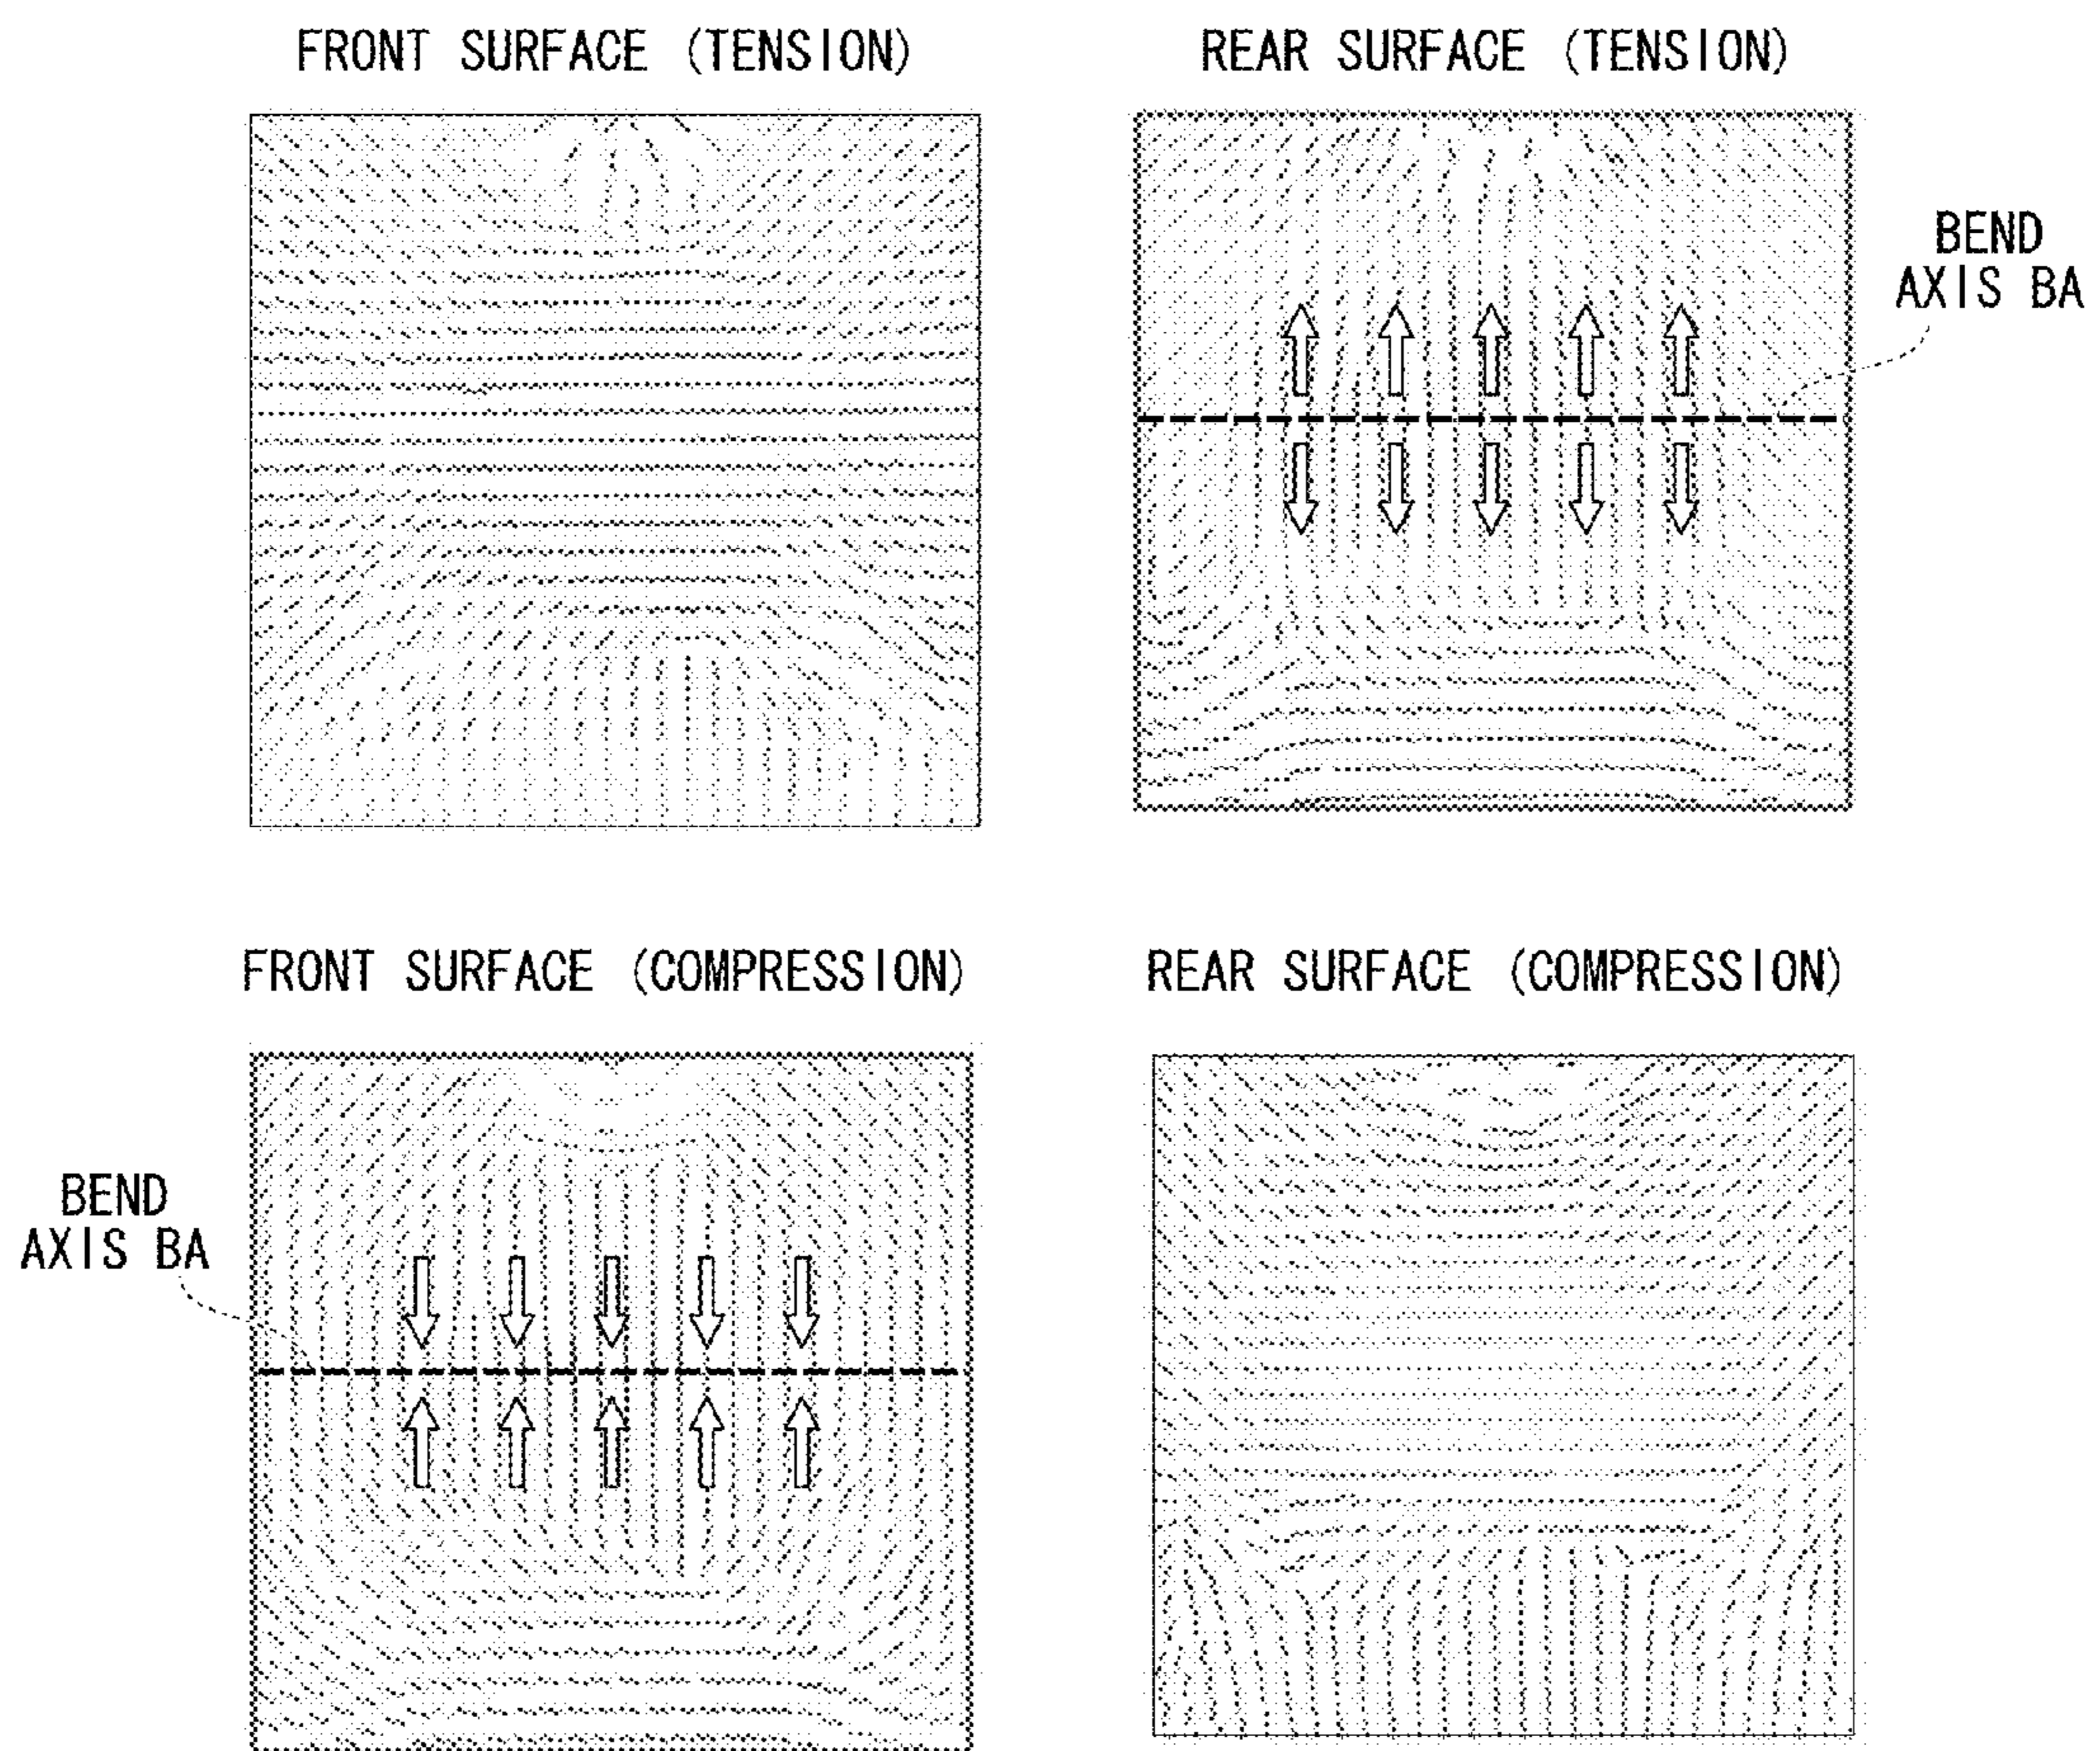 FRONT SURFACE (TENSION)
REAR SURFACE (TENSION)
BEND
AXIS BA
FRONT SURFACE (COMPRESSION)
REAR SURFACE (COMPRESSION)
BEND
AXIS BA